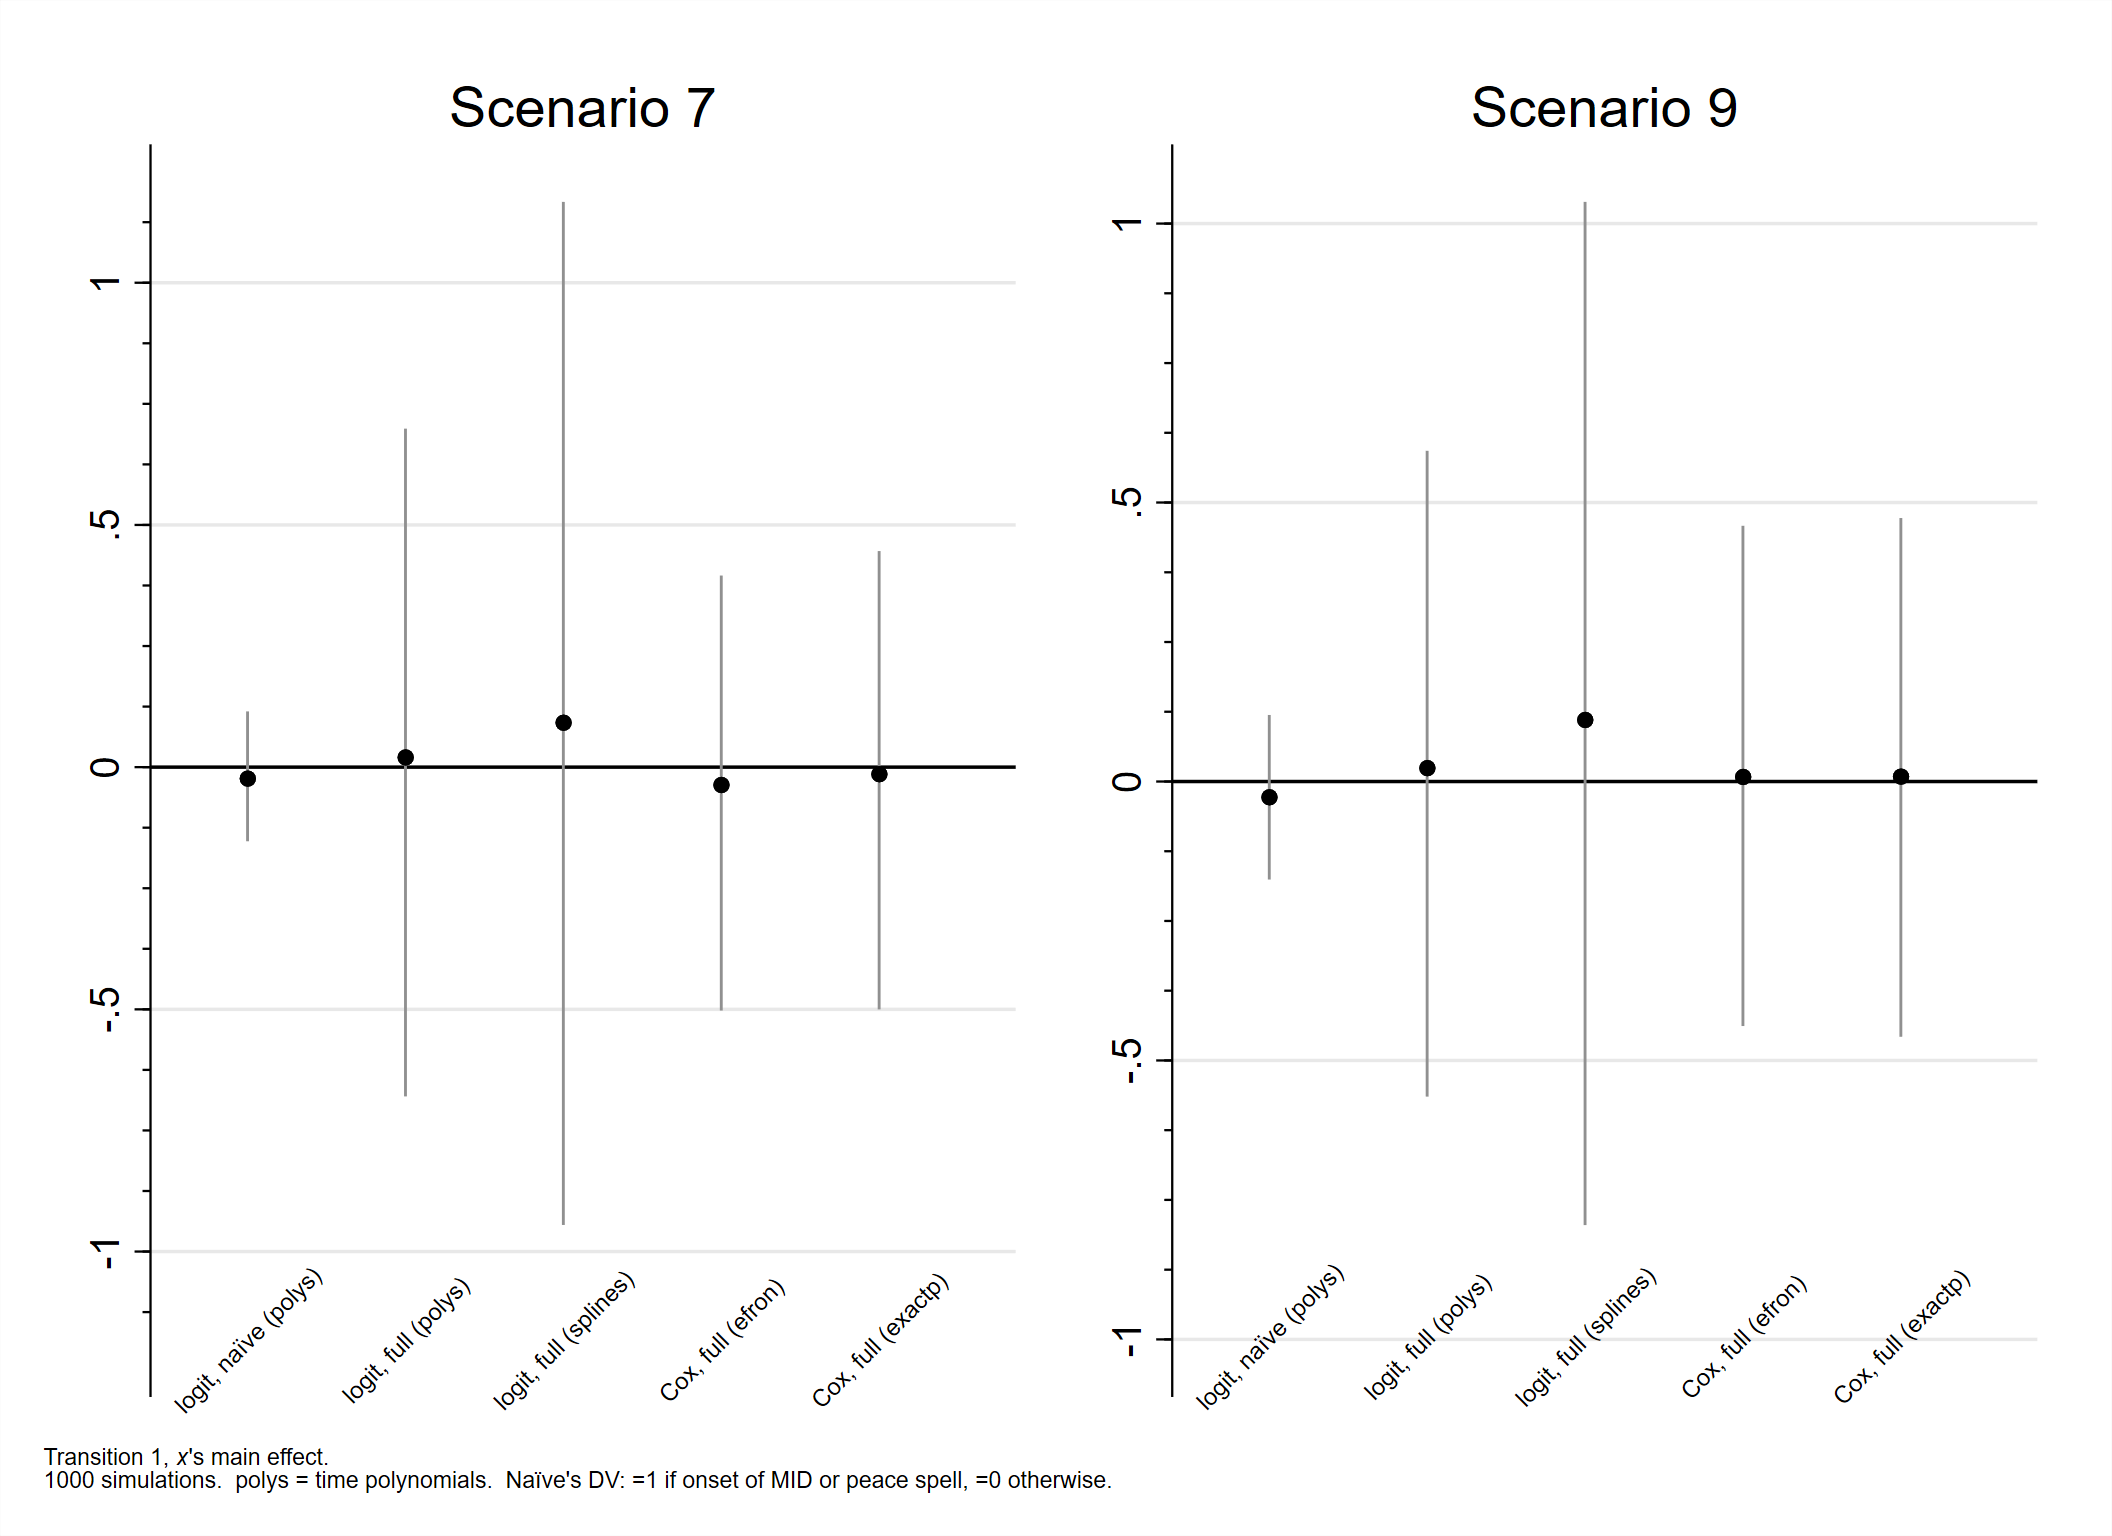 Scenario 7
1
.5
0
-.5
-1
logit, naïve (polys)
logit, full (polys)
logit, full (splines)
Cox, full (efron)
Cox, full (exactp)
Scenario 9
1
.5
0
-.5
-1
logit, naïve (polys)
logit, full (polys)
logit, full (splines)
Cox, full (efron)
Cox, full (exactp)
Transition 1, x's main effect.
1000 simulations.  polys = time polynomials.  Naïve's DV: =1 if onset of MID or peace spell, =0 otherwise.